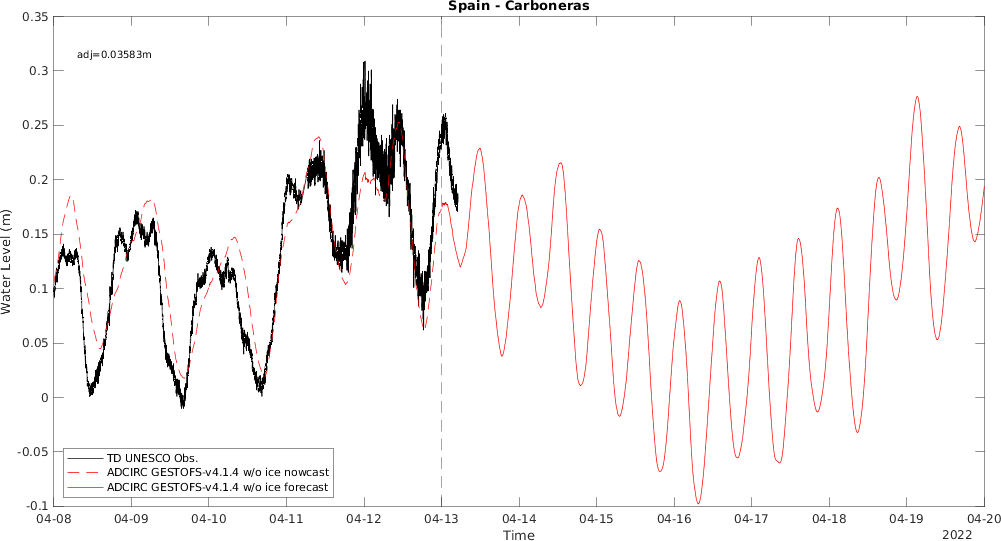 Spain - Carboneras
adj=0.03583m
0.35
0.3
0.25
0.2
0.15
0.1
0.05
0
-0.05
-0.1
Water Level (m)
TD UNESCO Obs.
ADCIRC GESTOFS-v4.1.4 w/o ice nowcast
ADCIRC GESTOFS-v4.1.4 w/o ice forecast
04-08 04-09 04-10 04-11 04-12 04-13 04-14 04-15 04-16 04-17 04-18 04-19 04-20
Time
2022